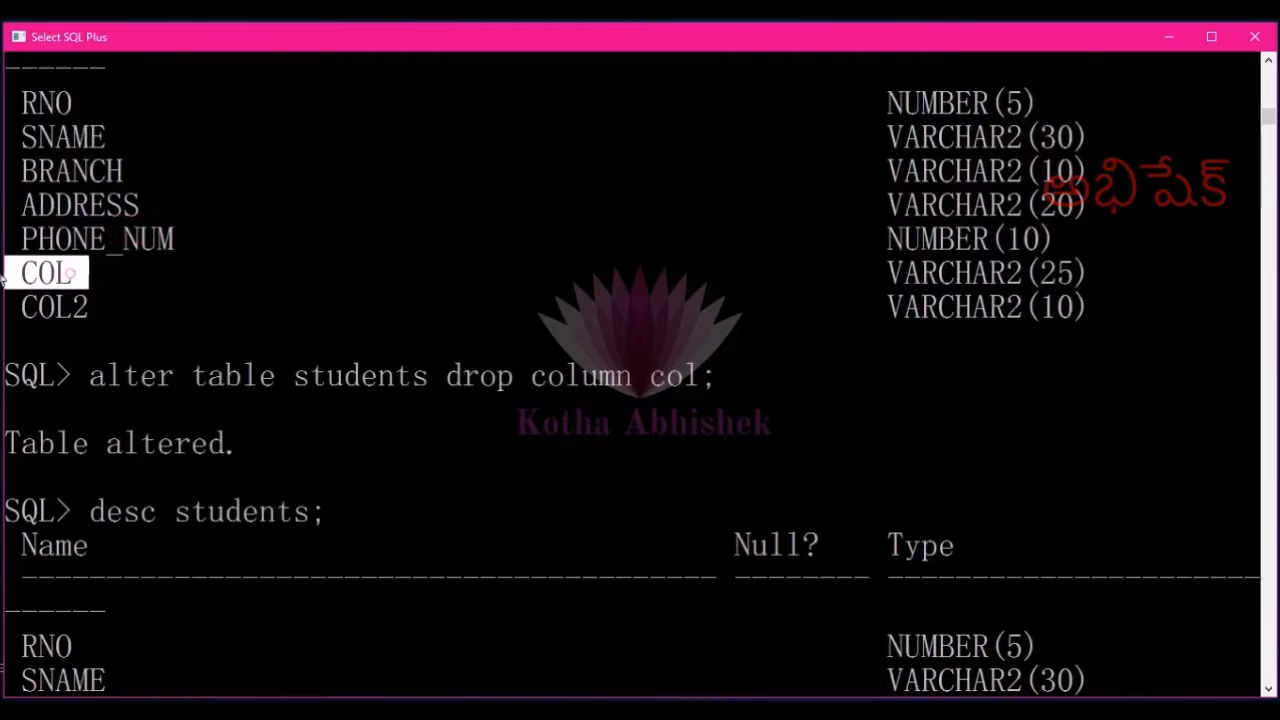 Select SQL Plus
------
RNO NUMBER(5)
SNAME VARCHAR2(30)
BRANCH VARCHAR2(10)
ADDRESS VARCHAR2(20)
అభిషేక్
PHONE_NUM NUMBER(10)
COL VARCHAR2(25)
COL2 VARCHAR2(10)
SQL> alter table students drop column col;
Kotha Abhishek
Table altered.
SQL> desc students;
Name Null? Type
----------------------------------------- -------- ----------------------
------
RNO NUMBER(5)
SNAME VARCHAR2(30)